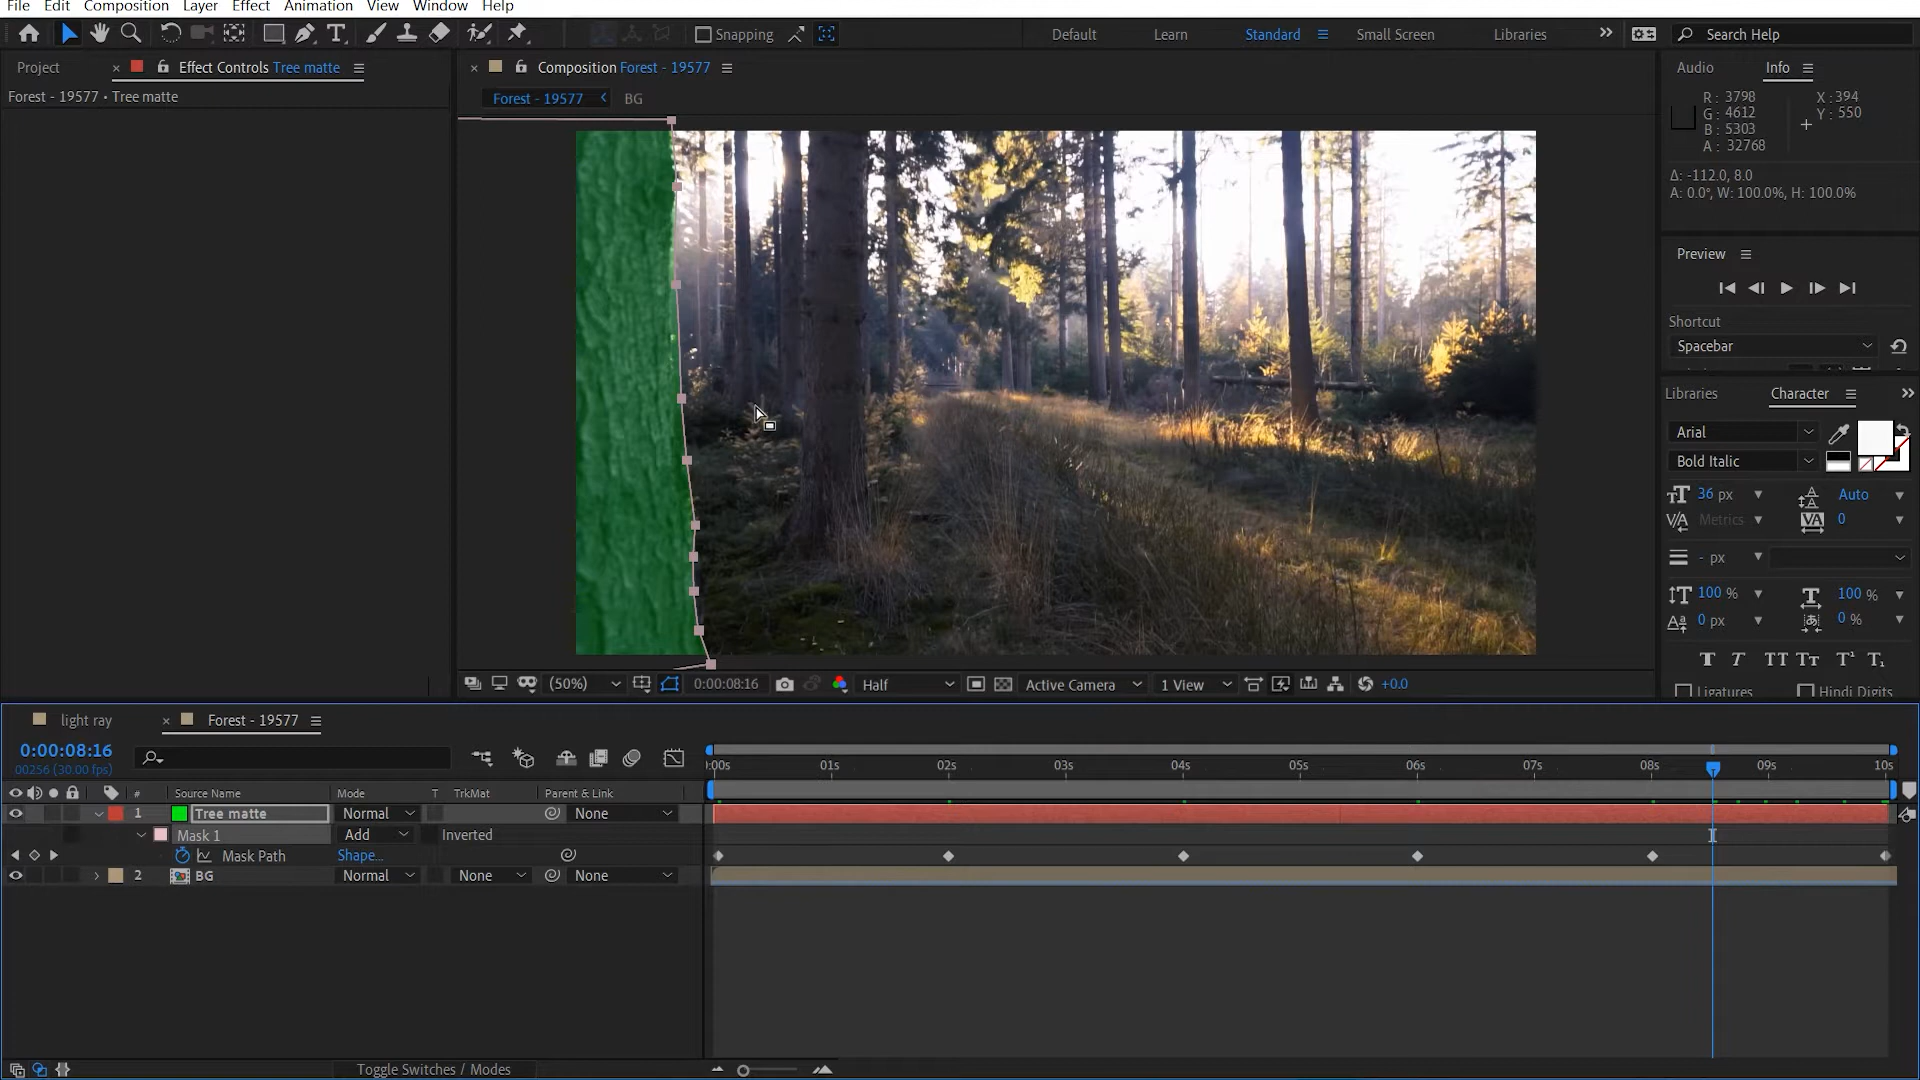 File Edit Composition Layer Effect Animation View Window Help
Snapping
Default Learn Standard Small Screen Libraries
Search Help
Project Effect Controls Tree matte
Forest - 19577 • Tree matte
Composition Forest - 19577
Forest - 19577 BG
Audio Info
R : 3798
G : 4612
B : 5303
A : 32768
X : 394
Y : 550
Δ: -112.0, 8.0
A: 0.0°, W: 100.0%, H: 100.0%
Preview
Shortcut
Spacebar
Libraries Character
Arial
Bold Italic
36 px Auto
Metrics 0
- px
100 % 100 %
0 px 0 %
Ligatures Hindi Digits
(50%) 0:00:08:16 Half Active Camera 1 View +0.0
light ray Forest - 19577
0:00:08:16
00256 (30.00 fps)
:00s 01s 02s 03s 04s 05s 06s 07s 08s 09s 10s
# Source Name Mode T TrkMat Parent & Link
1 Tree matte Normal None
Mask 1 Add Inverted
Mask Path Shape...
2 BG Normal None None
Toggle Switches / Modes